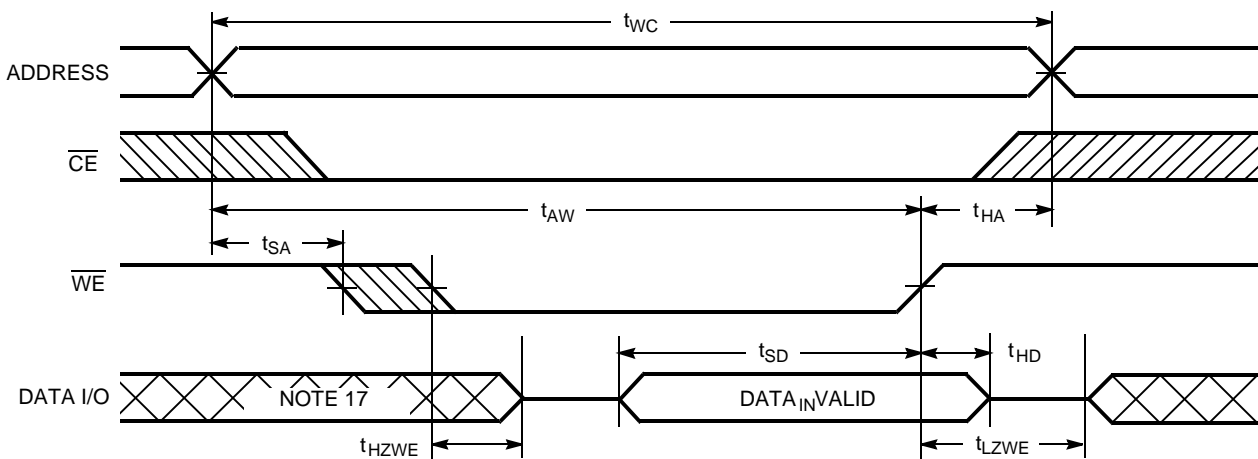 tWC
ADDRESS
CE
tAW
tHA
tSA
WE
tSD
tHD
DATA I/O
NOTE 17
DATAINVALID
tHZWE
tLZWE